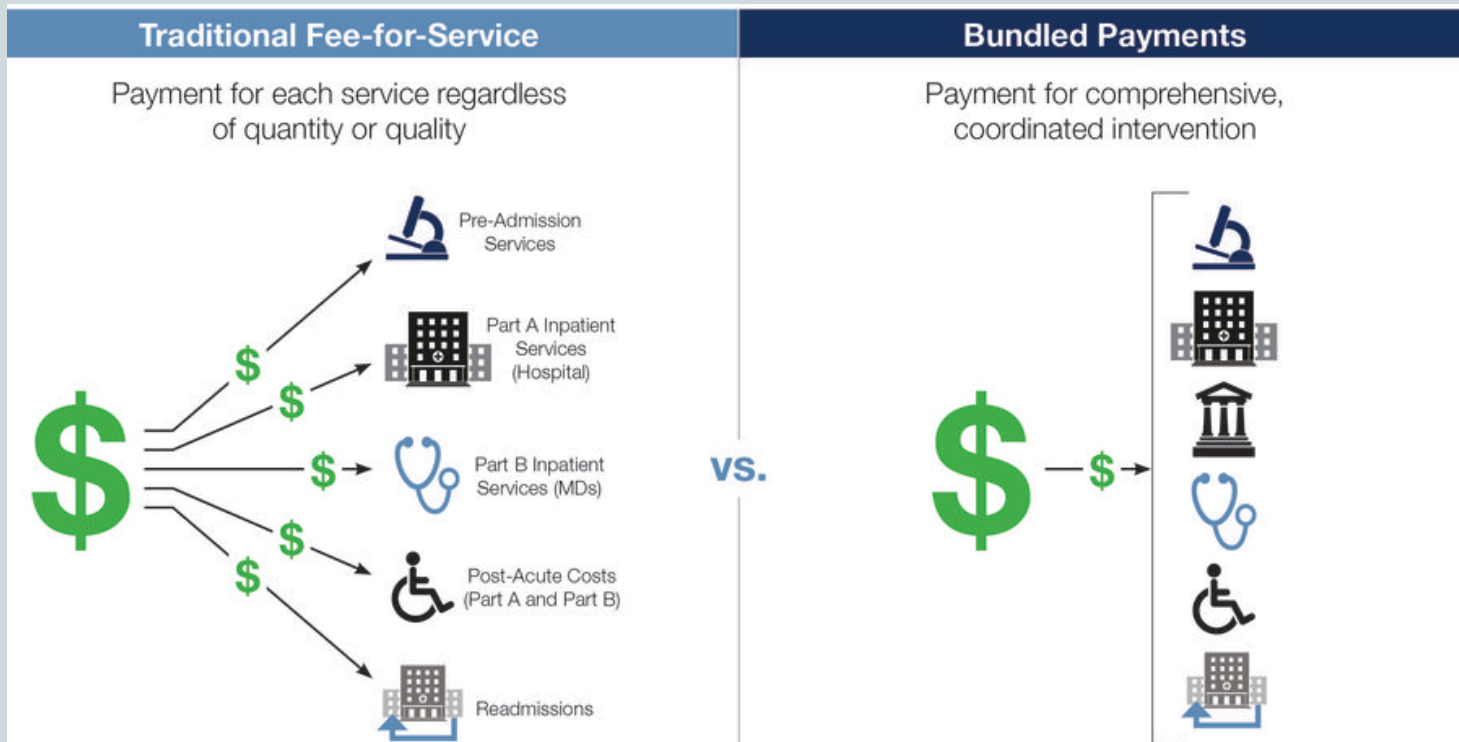 Traditional Fee-for-Service
Payment for each service regardless
of quantity or quality
$
$
$
$
$
$
Pre-Admission
Services
Part A Inpatient
Services
(Hospital)
Part B Inpatient
Services (MDs)
Post-Acute Costs
(Part A and Part B)
Readmissions
vs.
Bundled Payments
Payment for comprehensive,
coordinated intervention
$
$